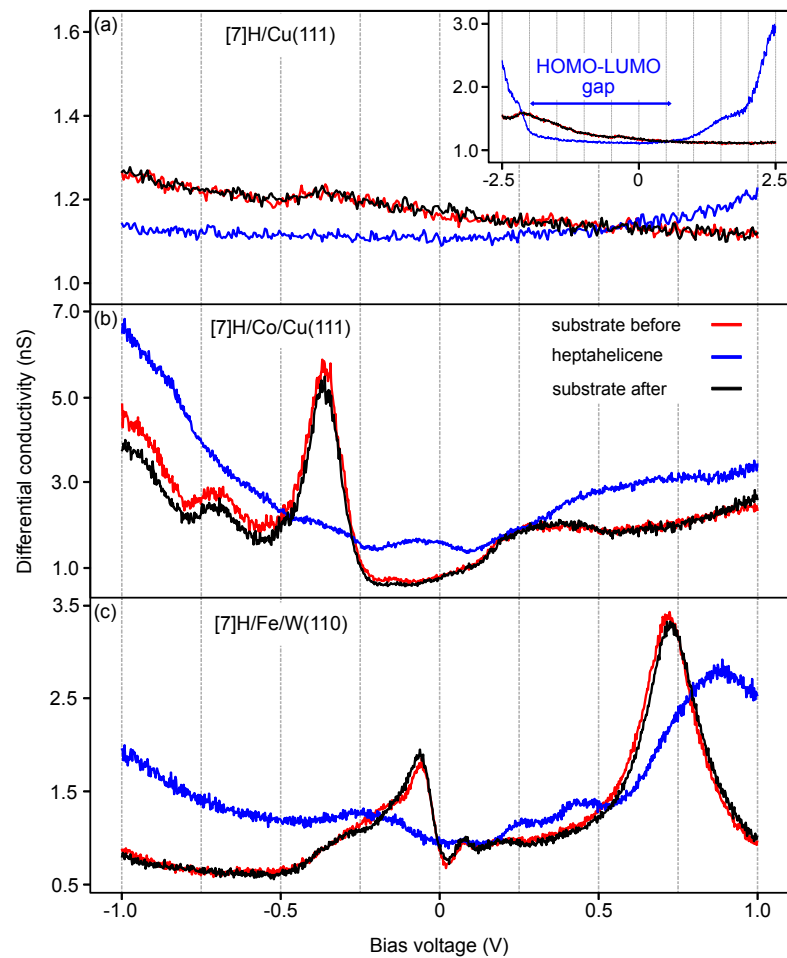 (a)
[7]H/Cu(111)
1.6
1.4
1.2
1.0
3.0
2.0
1.0
HOMO-LUMO
gap
-2.5
0
2.5
(b)
[7]H/Co/Cu(111)
7.0
5.0
3.0
1.0
substrate before
heptahelicene
substrate after
Differential conductivity (nS)
(c)
[7]H/Fe/W(110)
3.5
2.5
1.5
0.5
-1.0
-0.5
0
0.5
1.0
Bias voltage (V)